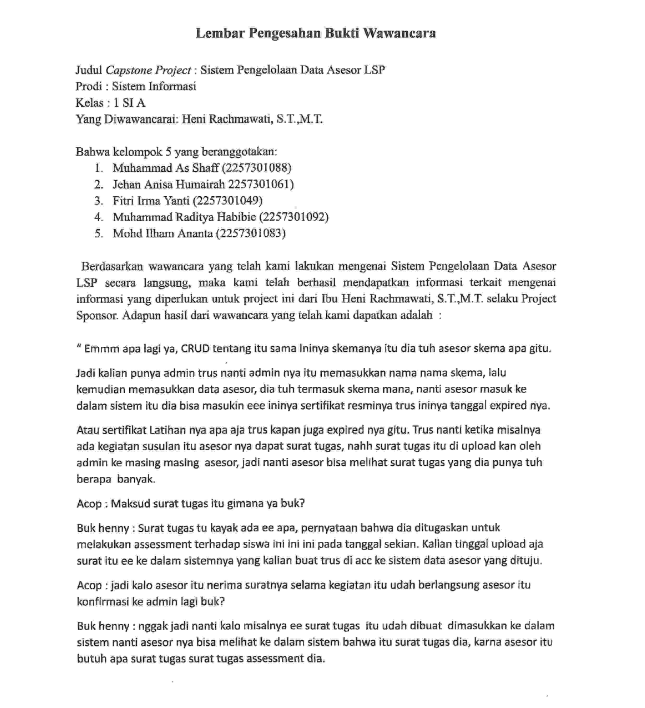 Lembar Pengesahan Bukti Wawancara
Judul Capstone Project : Sistem Pengelolaan Data Asesor LSP
Prodi : Sistem Informasi
Kelas : 1 SI A
Yang Diwawancarai: Heni Rachmawati, S.T.,M.T.
Bahwa kelompok 5 yang beranggotakan:
1. Muhammad As Shaff (2257301088)
2. Jehan Anisa Humairah 2257301061)
3. Fitri Irma Yanti (2257301049)
4. Muhammad Raditya Habibie (2257301092)
5. Mohd Ilham Ananta (2257301083)
Berdasarkan wawancara yang telah kami lakukan mengenai Sistem Pengelolaan Data Asesor
LSP secara langsung, maka kami telah berhasil mendapatkan informasi terkait mengenai
informasi yang diperlukan untuk project ini dari Ibu Heni Rachmawati, S.T.,M.T. selaku Project
Sponsor. Adapun hasil dari wawancara yang telah kami dapatkan adalah :
“ Emmm apa lagi ya, CRUD tentang itu sama Ininya skemanya itu dia tuh asesor skema apa gitu.
Jadi kalian punya admin trus nanti admin nya itu memasukkan nama nama skema, lalu
kemudian memasukkan data asesor, dia tuh termasuk skema mana, nanti asesor masuk ke
dalam sistem itu dia bisa masukin eee ininya sertifikat resminya trus ininya tanggal expired nya.
Atau sertifikat Latihan nya apa aja trus kapan juga expired nya gitu. Trus nanti ketika misalnya
ada kegiatan susulan itu asesor nya dapat surat tugas, nahh surat tugas itu di upload kan oleh
admin ke masing masing asesor, jadi nanti asesor bisa melihat surat tugas yang dia punya tuh
berapa banyak.
Acop : Maksud surat tugas itu gimana ya buk?
Buk henny : Surat tugas tu kayak ada ee apa, pernyataan bahwa dia ditugaskan untuk
melakukan assessment terhadap siswa ini ini ini pada tanggal sekian. Kalian tinggal upload aja
surat itu ee ke dalam sistemnya yang kalian buat trus di acc ke sistem data asesor yang dituju.
Acop : jadi kalo asesor itu nerima suratnya selama kegiatan itu udah berlangsung asesor itu
konfirmasi ke admin lagi buk?
Buk henny : nggak jadi nanti kalo misalnya ee surat tugas itu udah dibuat dimasukkan ke dalam
sistem nanti asesor nya bisa melihat ke dalam sistem bahwa itu surat tugas dia, karna asesor itu
butuh apa surat tugas surat tugas assessment dia.